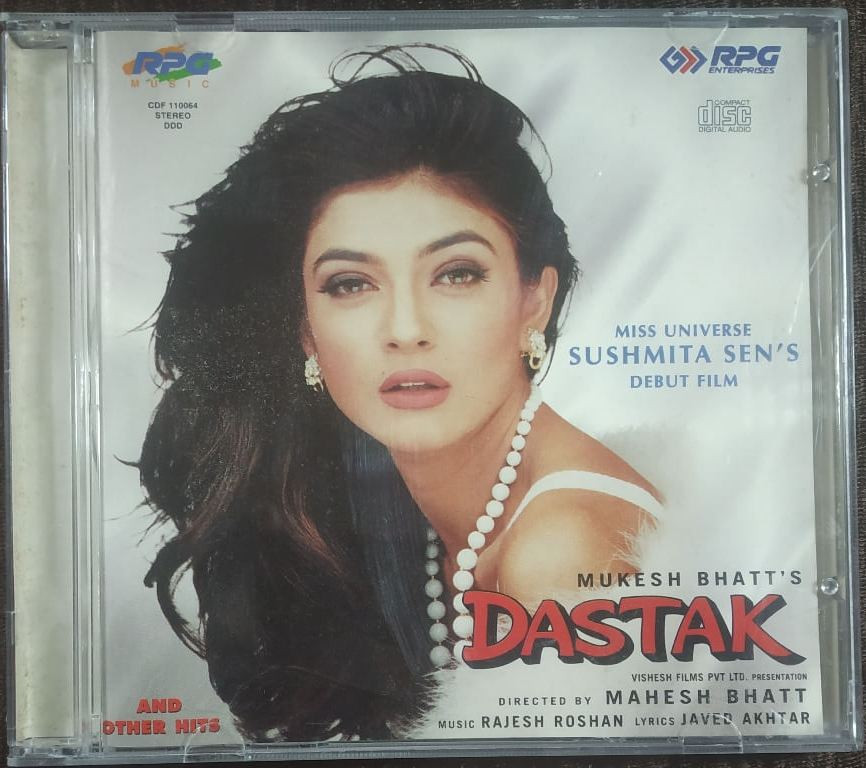 RPG
MUSIC
CDF 110064
STEREO
DDD
RPG
ENTERPRISES
COMPACT
disc
DIGITAL AUDIO
MISS UNIVERSE
SUSHMITA SEN'S
DEBUT FILM
MUKESH BHATT'S
DASTAK
VISHESH FILMS PVT LTD. PRESENTATION
DIRECTED BY MAHESH BHATT
MUSIC RAJESH ROSHAN LYRICS JAVED AKHTAR
AND
OTHER HITS